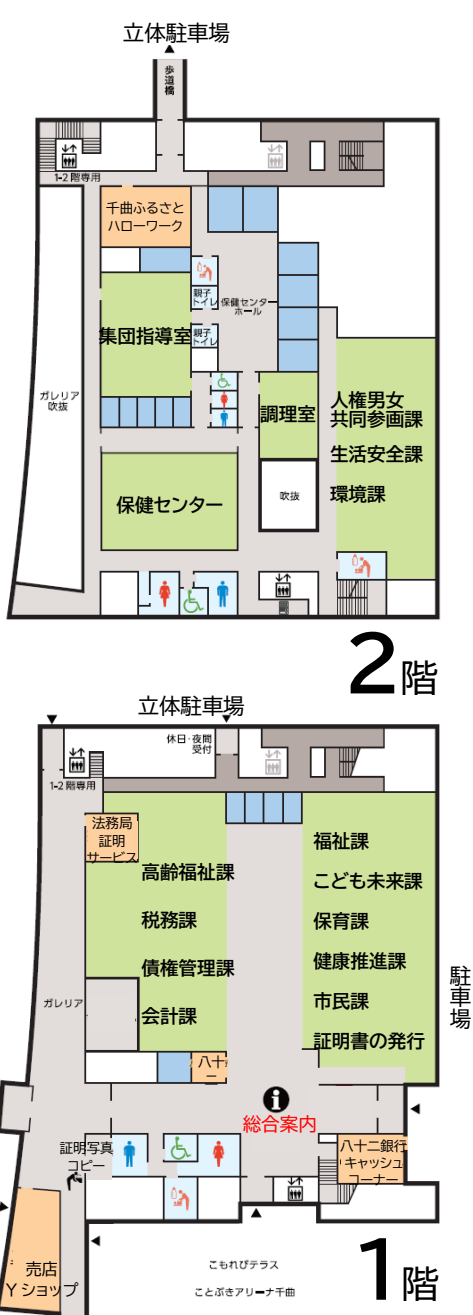 立体駐車場
歩道橋
1-2階専用
千曲ふるさと
ハローワーク
親子
トイレ
保健センター
ホール
集団指導室
親子
トイレ
ガレリア
吹抜
調理室
人権男女
共同参画課
生活安全課
環境課
保健センター
吹抜
2階
立体駐車場
休日・夜間
受付
1-2階専用
法務局
証明
サービス
福祉課
高齢福祉課
こども未来課
税務課
保育課
債権管理課
健康推進課
ガレリア
会計課
市民課
駐車場
証明書の発行
八十
二
総合案内
証明写真
コピー
八十二銀行
キャッシュ
コーナー
売店
Yショップ
こもれびテラス
ことぶきアリーナ千曲
1階